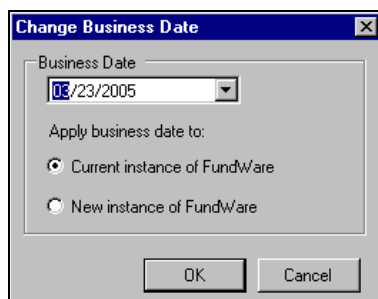 Change Business Date
Business Date
03/23/2005
Apply business date to:
Current instance of FundWare
New instance of FundWare
OK Cancel